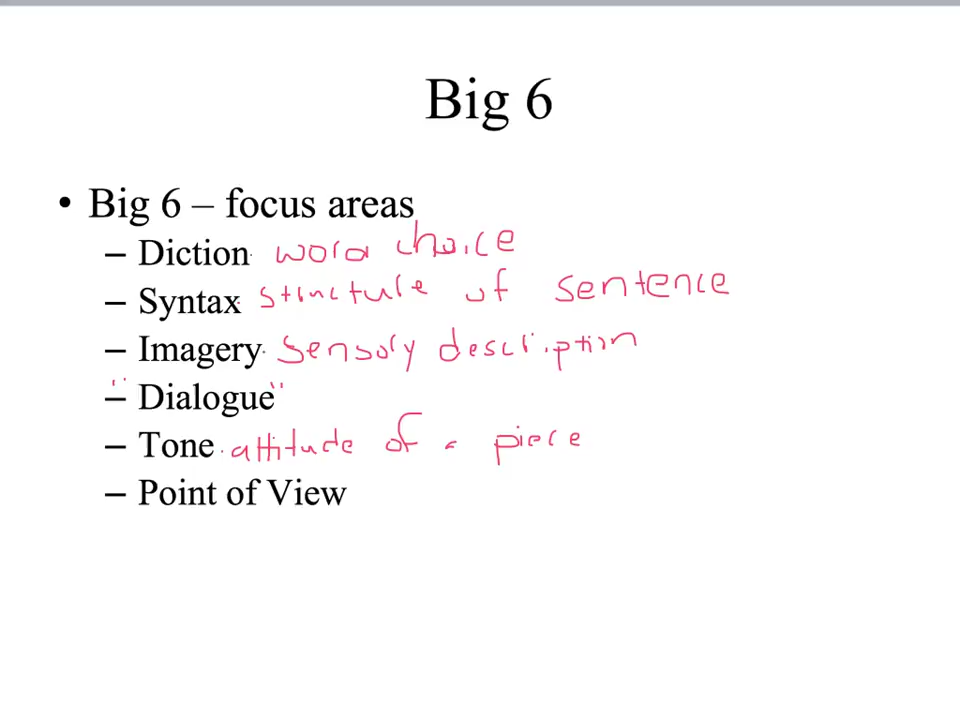 Big 6
• Big 6 – focus areas
– Diction word choice
– Syntax structure of sentence
– Imagery sensory description
– "Dialogue"
– Tone attitude of a piece
– Point of View